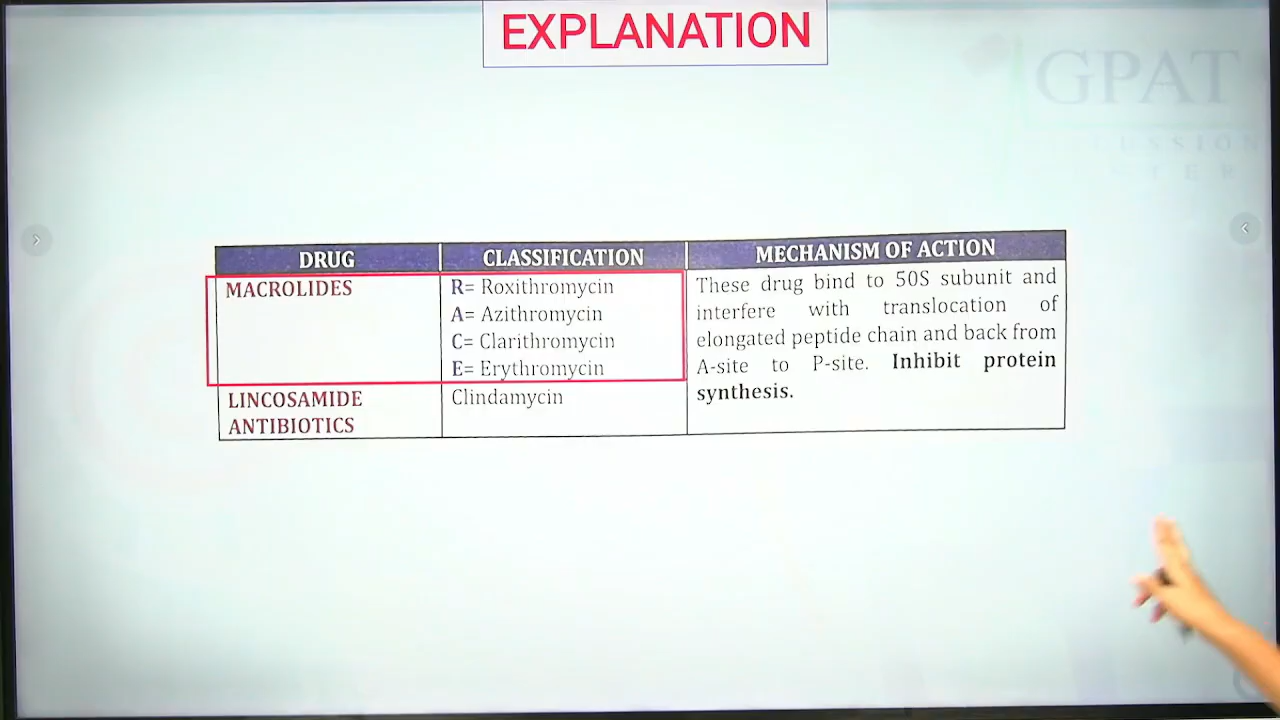 EXPLANATION
GPAT
DRUG
CLASSIFICATION
MECHANISM OF ACTION
MACROLIDES
R= Roxithromycin
A= Azithromycin
C= Clarithromycin
E= Erythromycin
These drug bind to 50S subunit and
interfere with translocation of
elongated peptide chain and back from
A-site to P-site. Inhibit protein
synthesis.
LINCOSAMIDE
ANTIBIOTICS
Clindamycin